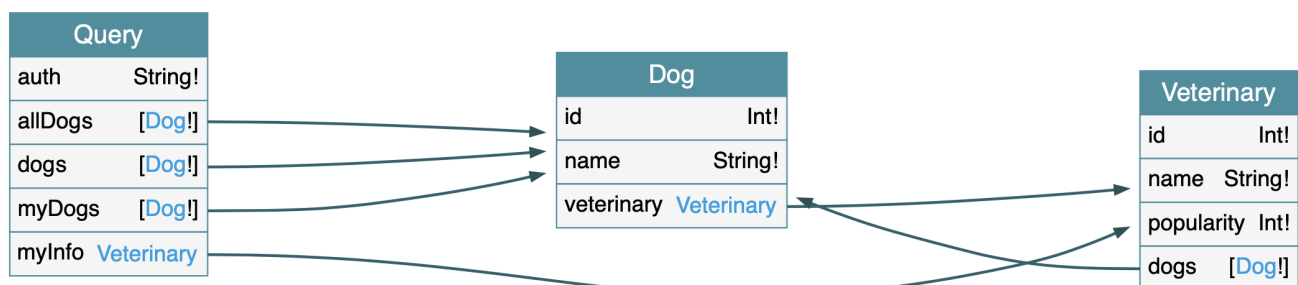 Query
auth String!
allDogs [Dog!]
dogs [Dog!]
myDogs [Dog!]
myInfo Veterinary
Dog
id Int!
name String!
veterinary Veterinary
Veterinary
id Int!
name String!
popularity Int!
dogs [Dog!]